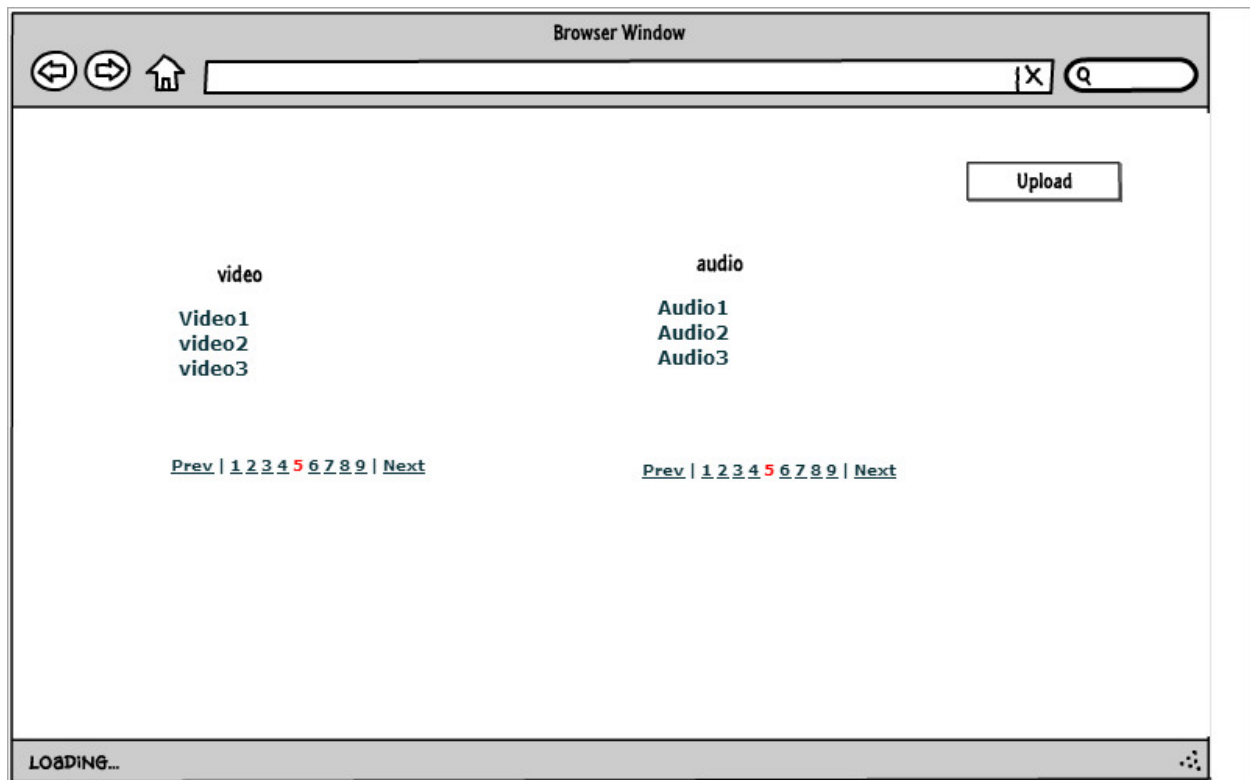 Browser Window
Upload
video
Video1
video2
video3
Prev | 1 2 3 4 5 6 7 8 9 | Next
audio
Audio1
Audio2
Audio3
Prev | 1 2 3 4 5 6 7 8 9 | Next
LOaDiNG...